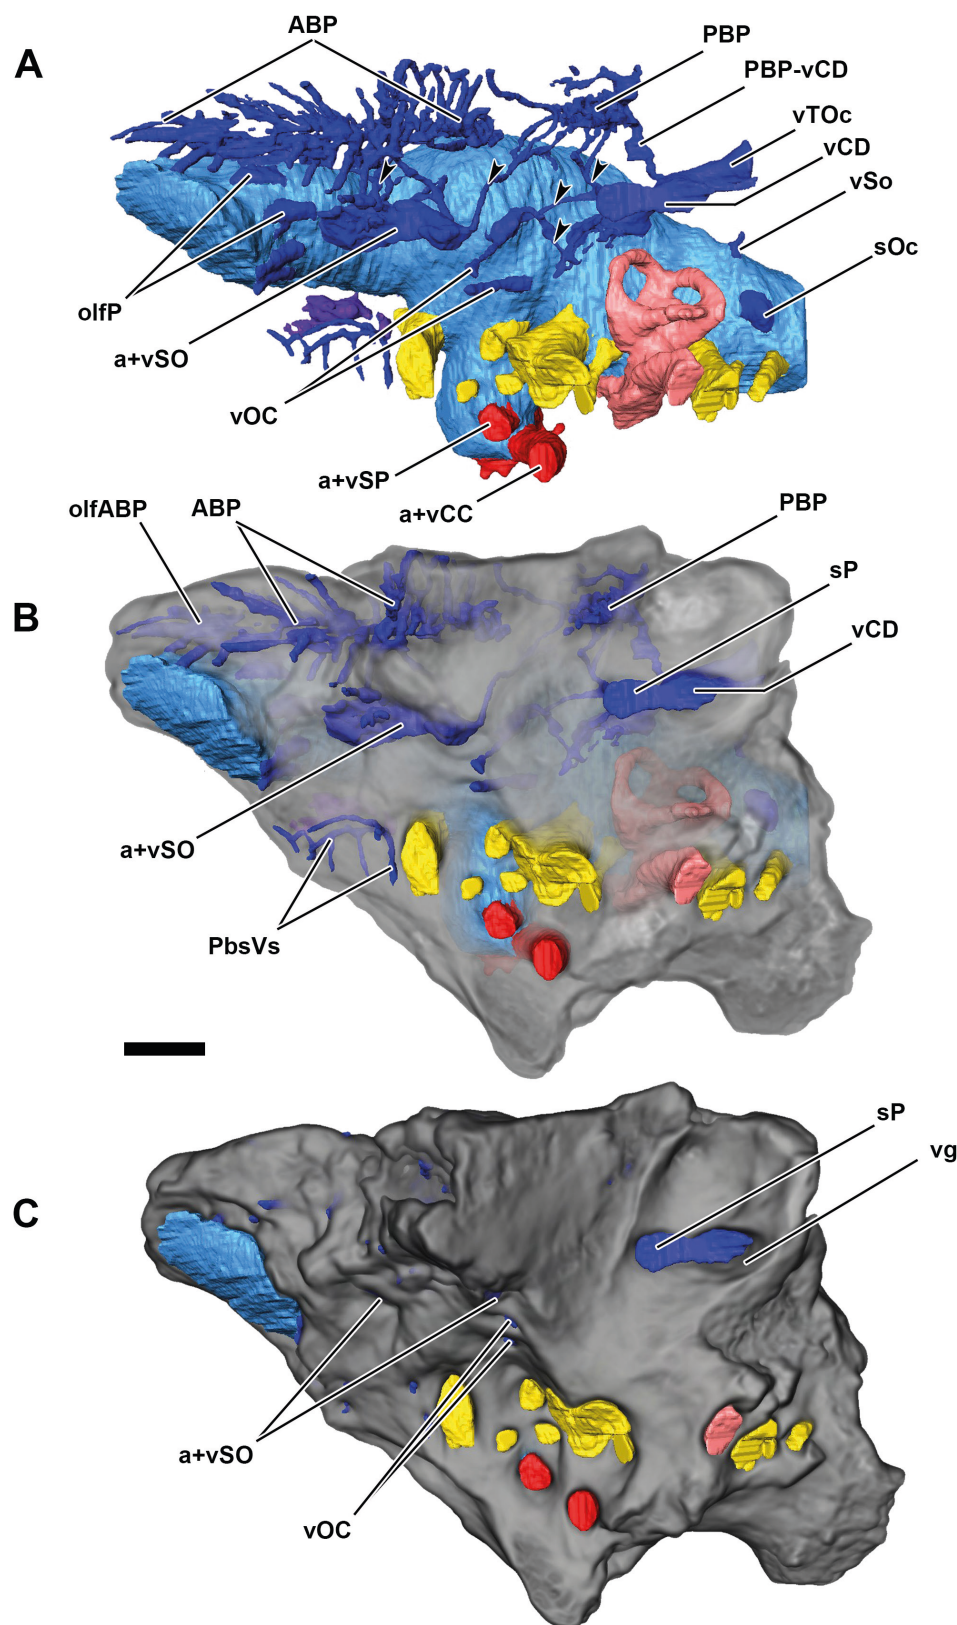 A
ABP
PBP
PBP-vCD
vTOc
vCD
vSo
sOc
olfP
a+vSO
vOC
a+vSP
a+vCC
B
olfABP
ABP
PBP
sP
vCD
a+vSO
PbsVs
C
sP
vg
a+vSO
vOC